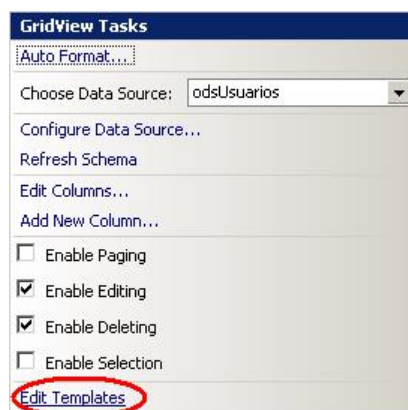 GridView Tasks
Auto Format...
Choose Data Source: odsUsuarios
Configure Data Source...
Refresh Schema
Edit Columns...
Add New Column...
Enable Paging
Enable Editing
Enable Deleting
Enable Selection
Edit Templates